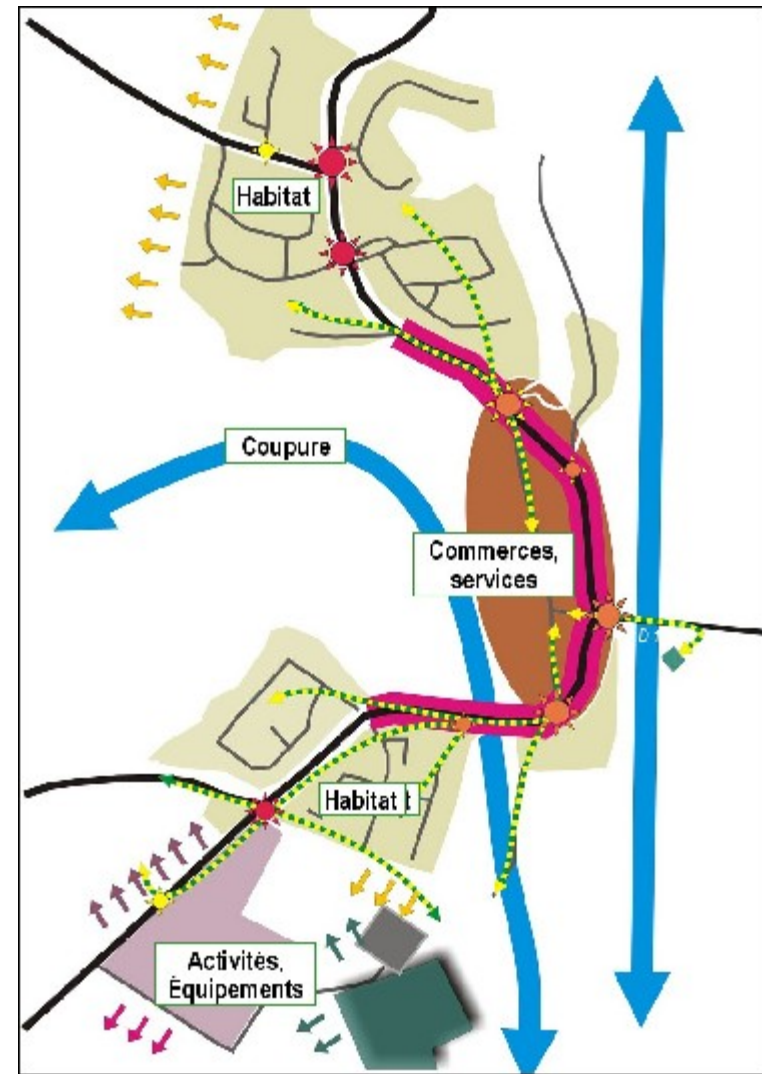 Habitat
Coupure
Commerces,
services
Habitat t
Activités,
Équipements